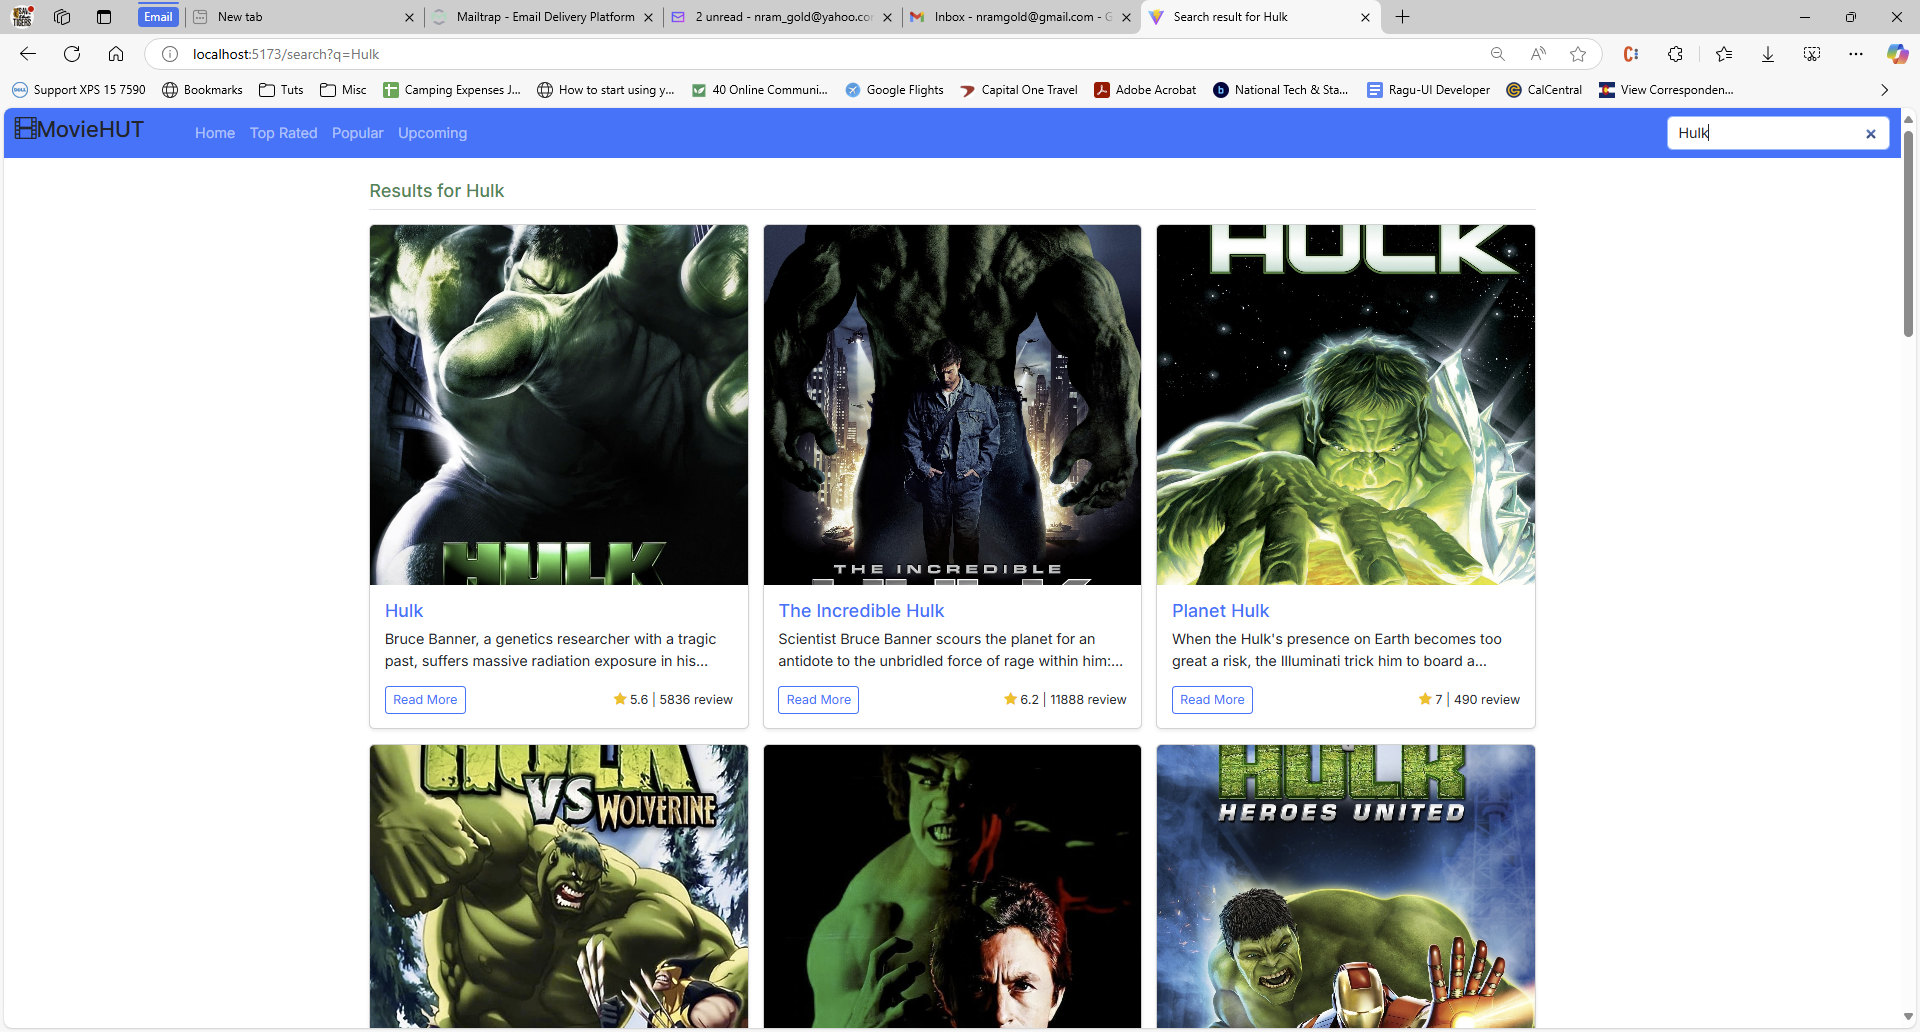 Email
New tab
Mailtrap - Email Delivery Platform
2 unread - nram_gold@yahoo.co
Inbox - nramgold@gmail.com - G
Search result for Hulk
localhost:5173/search?q=Hulk
Support XPS 15 7590
Bookmarks
Tuts
Misc
Camping Expenses J...
How to start using y...
40 Online Communi...
Google Flights
Capital One Travel
Adobe Acrobat
National Tech & Sta...
Ragu-UI Developer
CalCentral
View Corresponden...
MovieHUT
Home
Top Rated
Popular
Upcoming
Hulk
Results for Hulk
HULK
THE INCREDIBLE
HULK
Hulk
Bruce Banner, a genetics researcher with a tragic
past, suffers massive radiation exposure in his...
Read More
5.6 | 5836 review
The Incredible Hulk
Scientist Bruce Banner scours the planet for an
antidote to the unbridled force of rage within him:...
Read More
6.2 | 11888 review
Planet Hulk
When the Hulk's presence on Earth becomes too
great a risk, the Illuminati trick him to board a...
Read More
7 | 490 review
HULK
VS WOLVERINE
HULK
HEROES UNITED